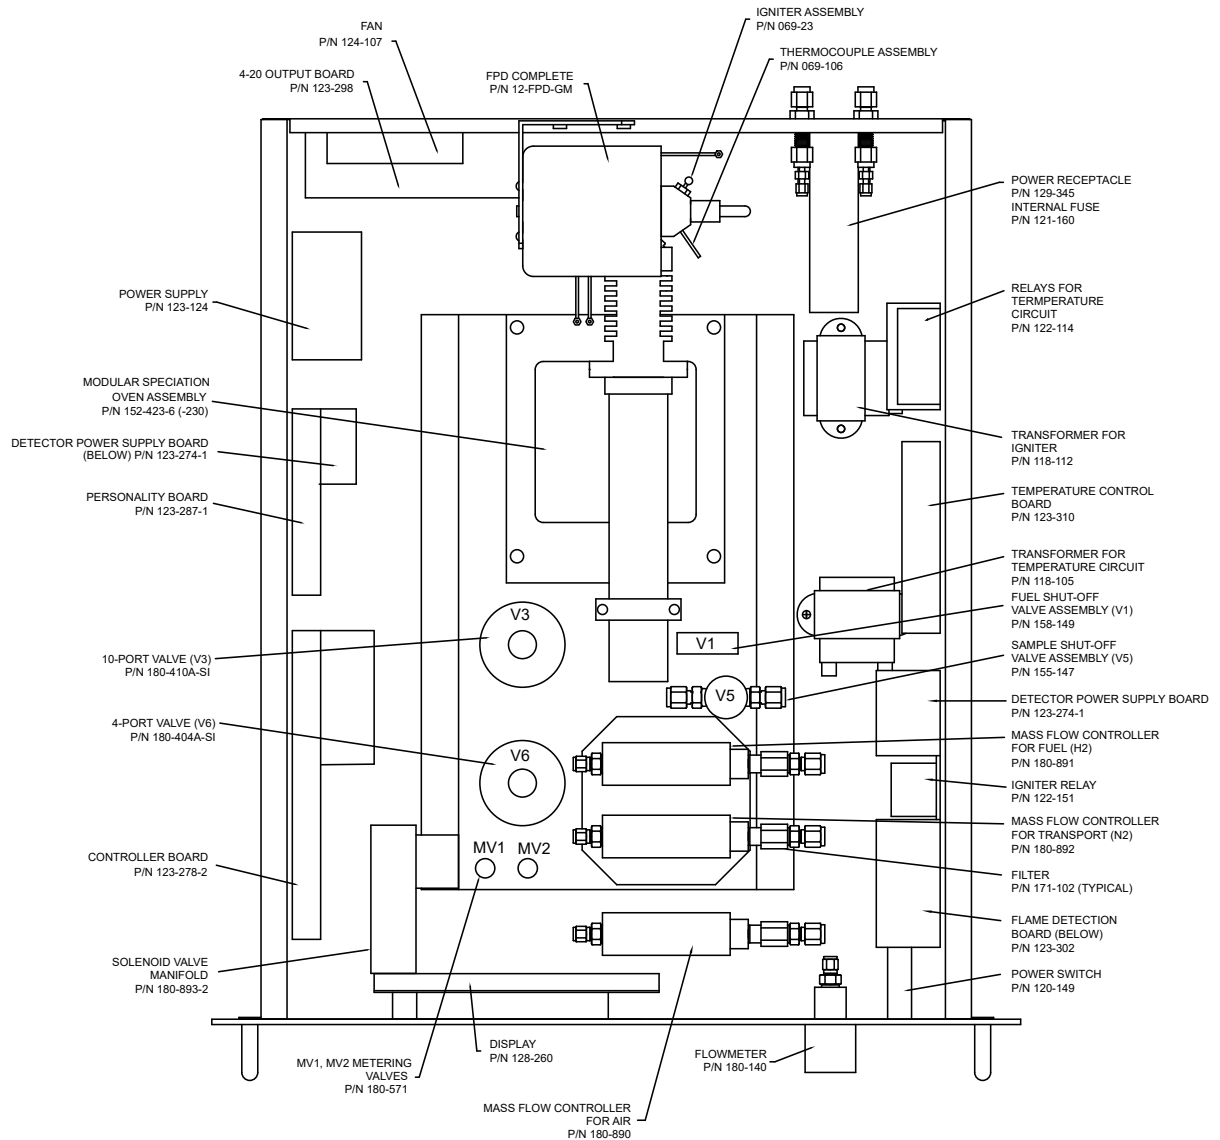 FAN
P/N 124-107
4-20 OUTPUT BOARD
P/N 123-298
FPD COMPLETE
P/N 12-FPD-GM
IGNITER ASSEMBLY
P/N 069-23
THERMOCOUPLE ASSEMBLY
P/N 069-106
POWER RECEPTACLE
P/N 129-345
INTERNAL FUSE
P/N 121-160
POWER SUPPLY
P/N 123-124
RELAYS FOR
TERMPERATURE
CIRCUIT
P/N 122-114
MODULAR SPECIATION
OVEN ASSEMBLY
P/N 152-423-6 (-230)
DETECTOR POWER SUPPLY BOARD
(BELOW) P/N 123-274-1
PERSONALITY BOARD
P/N 123-287-1
TRANSFORMER FOR
IGNITER
P/N 118-112
TEMPERATURE CONTROL
BOARD
P/N 123-310
TRANSFORMER FOR
TEMPERATURE CIRCUIT
P/N 118-105
FUEL SHUT-OFF
VALVE ASSEMBLY (V1)
P/N 158-149
SAMPLE SHUT-OFF
VALVE ASSEMBLY (V5)
P/N 155-147
V3
V1
V5
V6
MV1
MV2
10-PORT VALVE (V3)
P/N 180-410A-SI
4-PORT VALVE (V6)
P/N 180-404A-SI
DETECTOR POWER SUPPLY BOARD
P/N 123-274-1
MASS FLOW CONTROLLER
FOR FUEL (H2)
P/N 180-891
IGNITER RELAY
P/N 122-151
MASS FLOW CONTROLLER
FOR TRANSPORT (N2)
P/N 180-892
CONTROLLER BOARD
P/N 123-278-2
FILTER
P/N 171-102 (TYPICAL)
FLAME DETECTION
BOARD (BELOW)
P/N 123-302
SOLENOID VALVE
MANIFOLD
P/N 180-893-2
POWER SWITCH
P/N 120-149
DISPLAY
P/N 128-260
MV1, MV2 METERING
VALVES
P/N 180-571
FLOWMETER
P/N 180-140
MASS FLOW CONTROLLER
FOR AIR
P/N 180-890